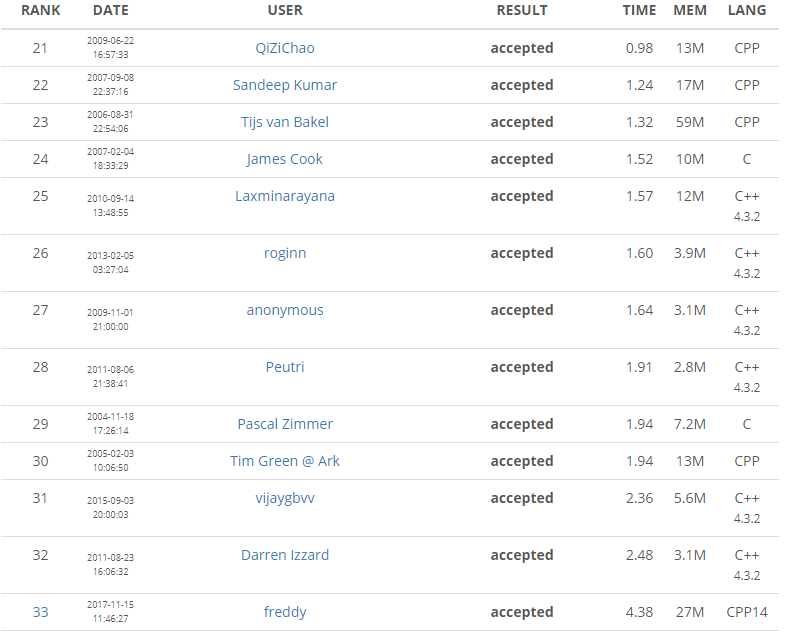 RANK DATE USER RESULT TIME MEM LANG
21 2009-06-22 16:57:33 QiZiChao accepted 0.98 13M CPP
22 2007-09-08 22:37:16 Sandeep Kumar accepted 1.24 17M CPP
23 2006-08-31 22:54:06 Tijs van Bakel accepted 1.32 59M CPP
24 2007-02-04 18:33:29 James Cook accepted 1.52 10M C
25 2010-09-14 13:48:55 Laxminarayana accepted 1.57 12M C++ 4.3.2
26 2013-02-05 03:27:04 roginn accepted 1.60 3.9M C++ 4.3.2
27 2009-11-01 21:00:00 anonymous accepted 1.64 3.1M C++ 4.3.2
28 2011-08-06 21:38:41 Peutri accepted 1.91 2.8M C++ 4.3.2
29 2004-11-18 17:26:14 Pascal Zimmer accepted 1.94 7.2M C
30 2005-02-03 10:06:50 Tim Green @ Ark accepted 1.94 13M CPP
31 2015-09-03 20:00:03 vijaygbvv accepted 2.36 5.6M C++ 4.3.2
32 2011-08-23 16:06:32 Darren Izzard accepted 2.48 3.1M C++ 4.3.2
33 2017-11-15 11:46:27 freddy accepted 4.38 27M CPP14